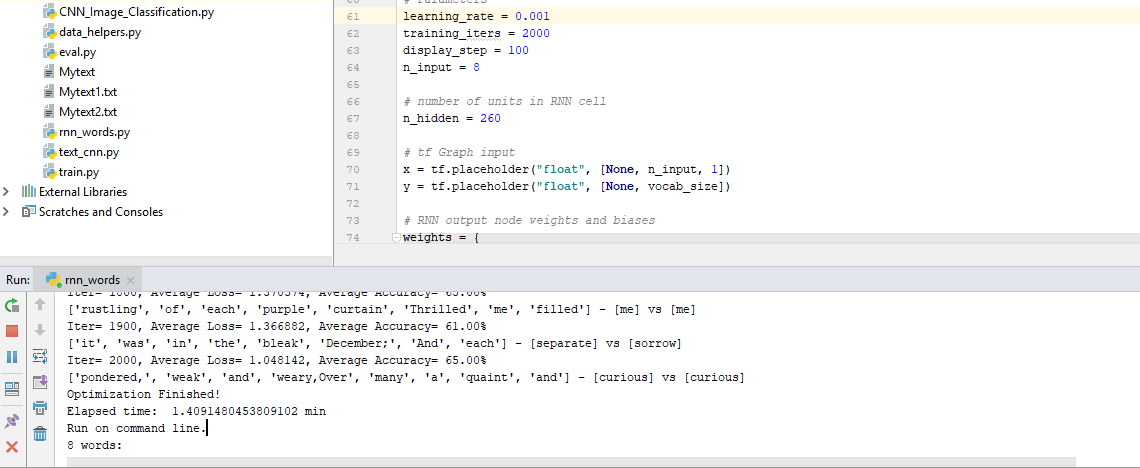 CNN_Image_Classification.py
data_helpers.py
eval.py
Mytext
Mytext1.txt
Mytext2.txt
rnn_words.py
text_cnn.py
train.py
External Libraries
Scratches and Consoles
60 # Parameters
61 learning_rate = 0.001
62 training_iters = 2000
63 display_step = 100
64 n_input = 8
65
66 # number of units in RNN cell
67 n_hidden = 260
68
69 # tf Graph input
70 x = tf.placeholder("float", [None, n_input, 1])
71 y = tf.placeholder("float", [None, vocab_size])
72
73 # RNN output node weights and biases
74 weights = {
Run: rnn_words
Iter= 1800, Average Loss= 1.370574, Average Accuracy= 63.00%
['rustling', 'of', 'each', 'purple', 'curtain', 'Thrilled', 'me', 'filled'] - [me] vs [me]
Iter= 1900, Average Loss= 1.366882, Average Accuracy= 61.00%
['it', 'was', 'in', 'the', 'bleak', 'December;', 'And', 'each'] - [separate] vs [sorrow]
Iter= 2000, Average Loss= 1.048142, Average Accuracy= 65.00%
['pondered,', 'weak', 'and', 'weary,Over', 'many', 'a', 'quaint', 'and'] - [curious] vs [curious]
Optimization Finished!
Elapsed time:  1.4091480453809102 min
Run on command line.
8 words: